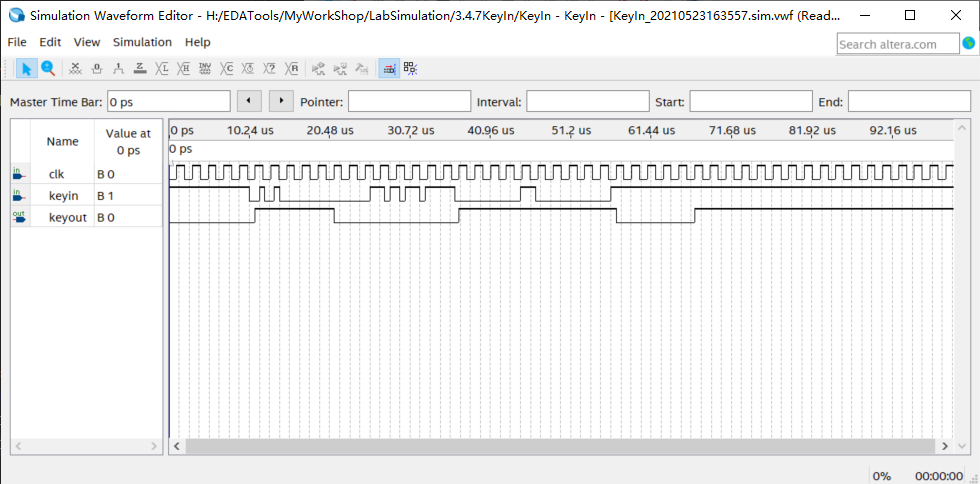 Simulation Waveform Editor - H:/EDATools/MyWorkShop/LabSimulation/3.4.7KeyIn/KeyIn - KeyIn - [KeyIn_20210523163557.sim.vwf (Read...
File Edit View Simulation Help
Search altera.com
Master Time Bar: 0 ps Pointer: Interval: Start: End:
Name Value at 0 ps
0 ps 10.24 us 20.48 us 30.72 us 40.96 us 51.2 us 61.44 us 71.68 us 81.92 us 92.16 us
0 ps
in clk B 0
in keyin B 1
out keyout B 0
0% 00:00:00